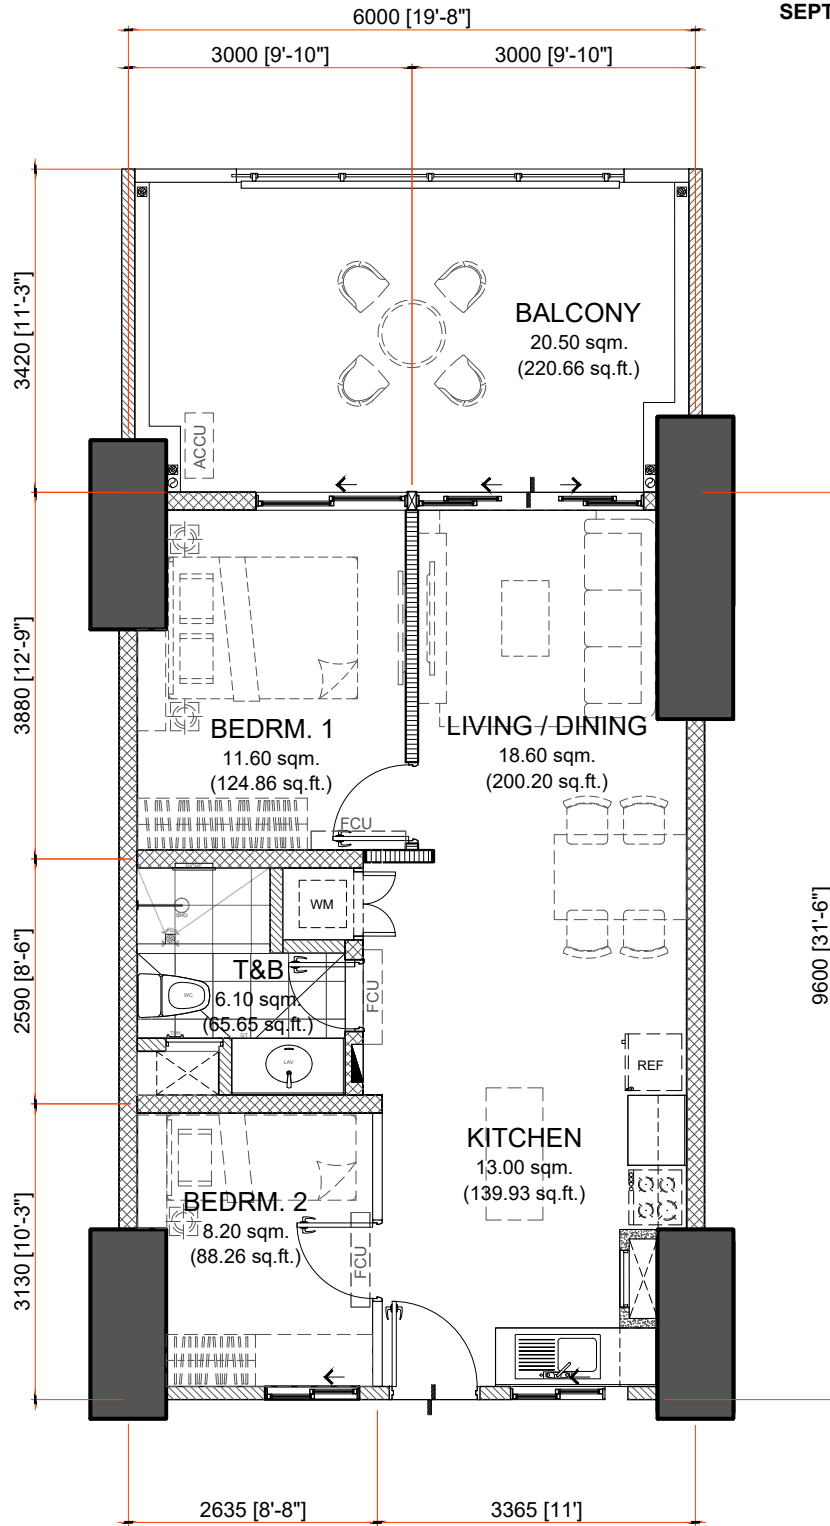 SEPT
6000 [19'-8"]
3000 [9'-10"]
3000 [9'-10"]
3420 [11'-3"]
BALCONY
20.50 sqm.
(220.66 sq.ft.)
ACCU
3880 [12'-9"]
BEDRM. 1
11.60 sqm.
(124.86 sq.ft.)
LIVING / DINING
18.60 sqm.
(200.20 sq.ft.)
FCU
WM
9600 [31'-6"]
2590 [8'-6"]
T&B
6.10 sqm.
(65.65 sq.ft.)
WC
FCU
LAV
REF
KITCHEN
13.00 sqm.
(139.93 sq.ft.)
3130 [10'-3"]
BEDRM. 2
8.20 sqm.
(88.26 sq.ft.)
FCU
2635 [8'-8"]
3365 [11']